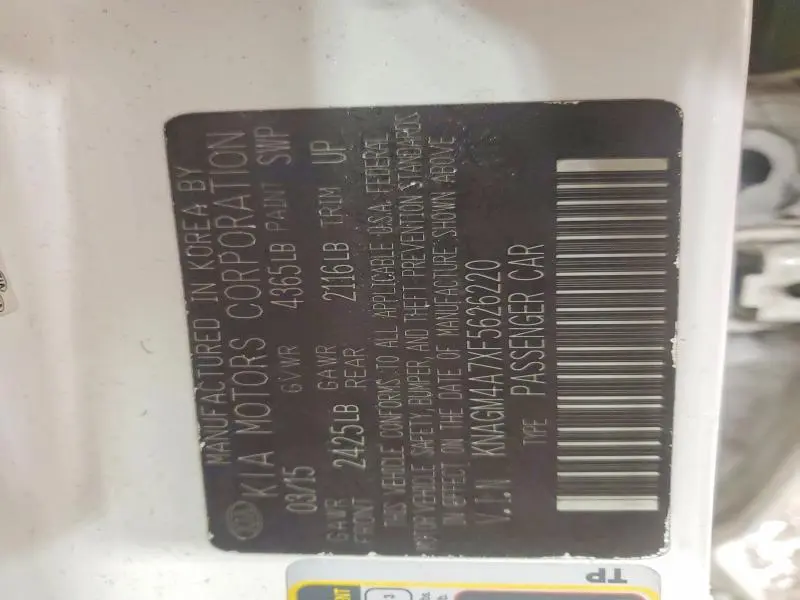 MANUFACTURED IN KOREA BY
KIA KIA MOTORS CORPORATION
03/15 GVWR 4365LB PAINT SWP
GAWR FRONT 2425LB GAWR REAR 2116LB TRIM UP
THIS VEHICLE CONFORMS TO ALL APPLICABLE U.S.A. FEDERAL
MOTOR VEHICLE SAFETY, BUMPER, AND THEFT PREVENTION STANDARDS
IN EFFECT ON THE DATE OF MANUFACTURE SHOWN ABOVE
V.I.N KNAGM4A7XF5626220
TYPE PASSENGER CAR
TP